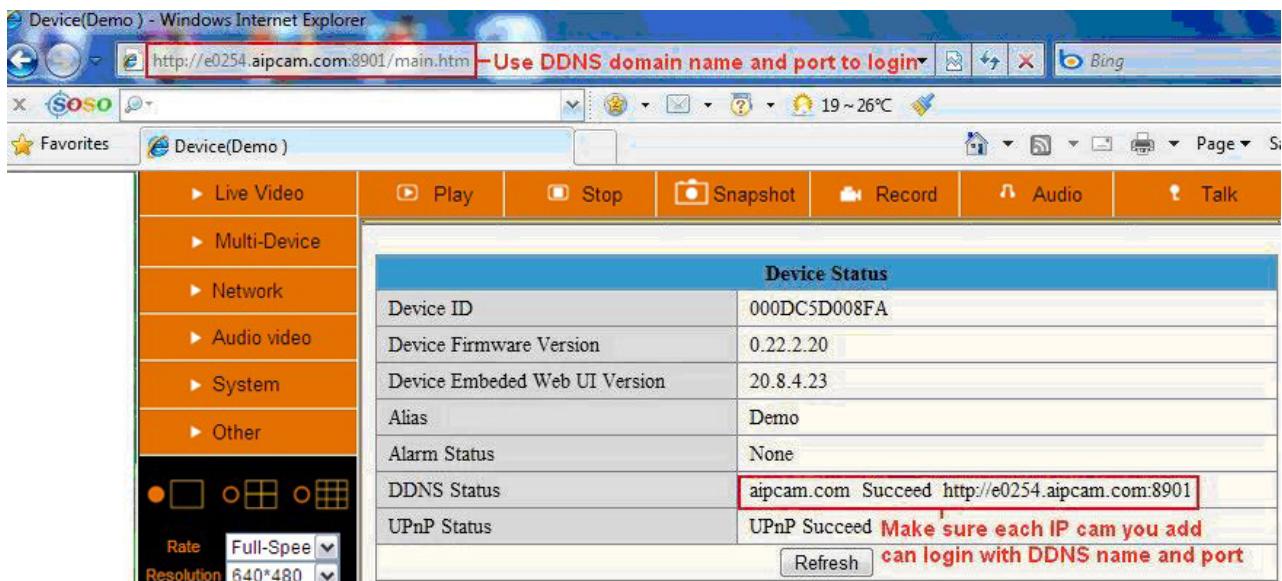 Device(Demo ) - Windows Internet Explorer
http://e0254.aipcam.com:8901/main.htm
Use DDNS domain name and port to login
Bing
x SOSO
19 ~ 26℃
Favorites
Device(Demo )
Page
Live Video
Play
Stop
Snapshot
Record
Audio
Talk
Multi-Device
Network
Audio video
System
Other
Device Status
Device ID 000DC5D008FA
Device Firmware Version 0.22.2.20
Device Embeded Web UI Version 20.8.4.23
Alias Demo
Alarm Status None
DDNS Status aipcam.com Succeed http://e0254.aipcam.com:8901
UPnP Status UPnP Succeed
Make sure each IP cam you add
can login with DDNS name and port
Refresh
Rate Full-Spee
Resolution 640*480